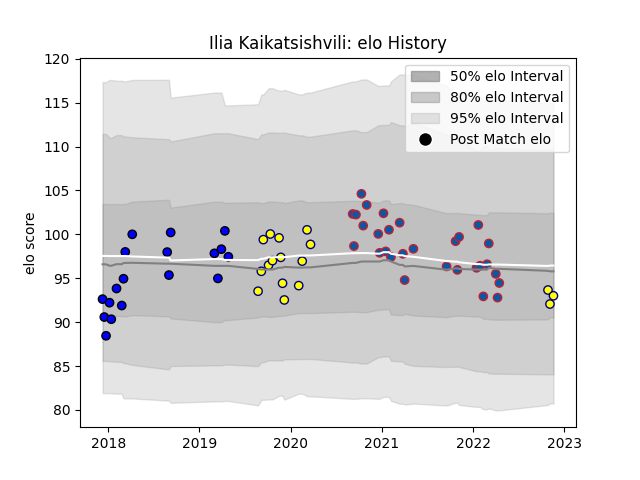 Ilia Kaikatsishvili: elo History
120
115
110
105
100
95
90
85
80
elo score
50% elo Interval
80% elo Interval
95% elo Interval
Post Match elo
2018 2019 2020 2021 2022 2023